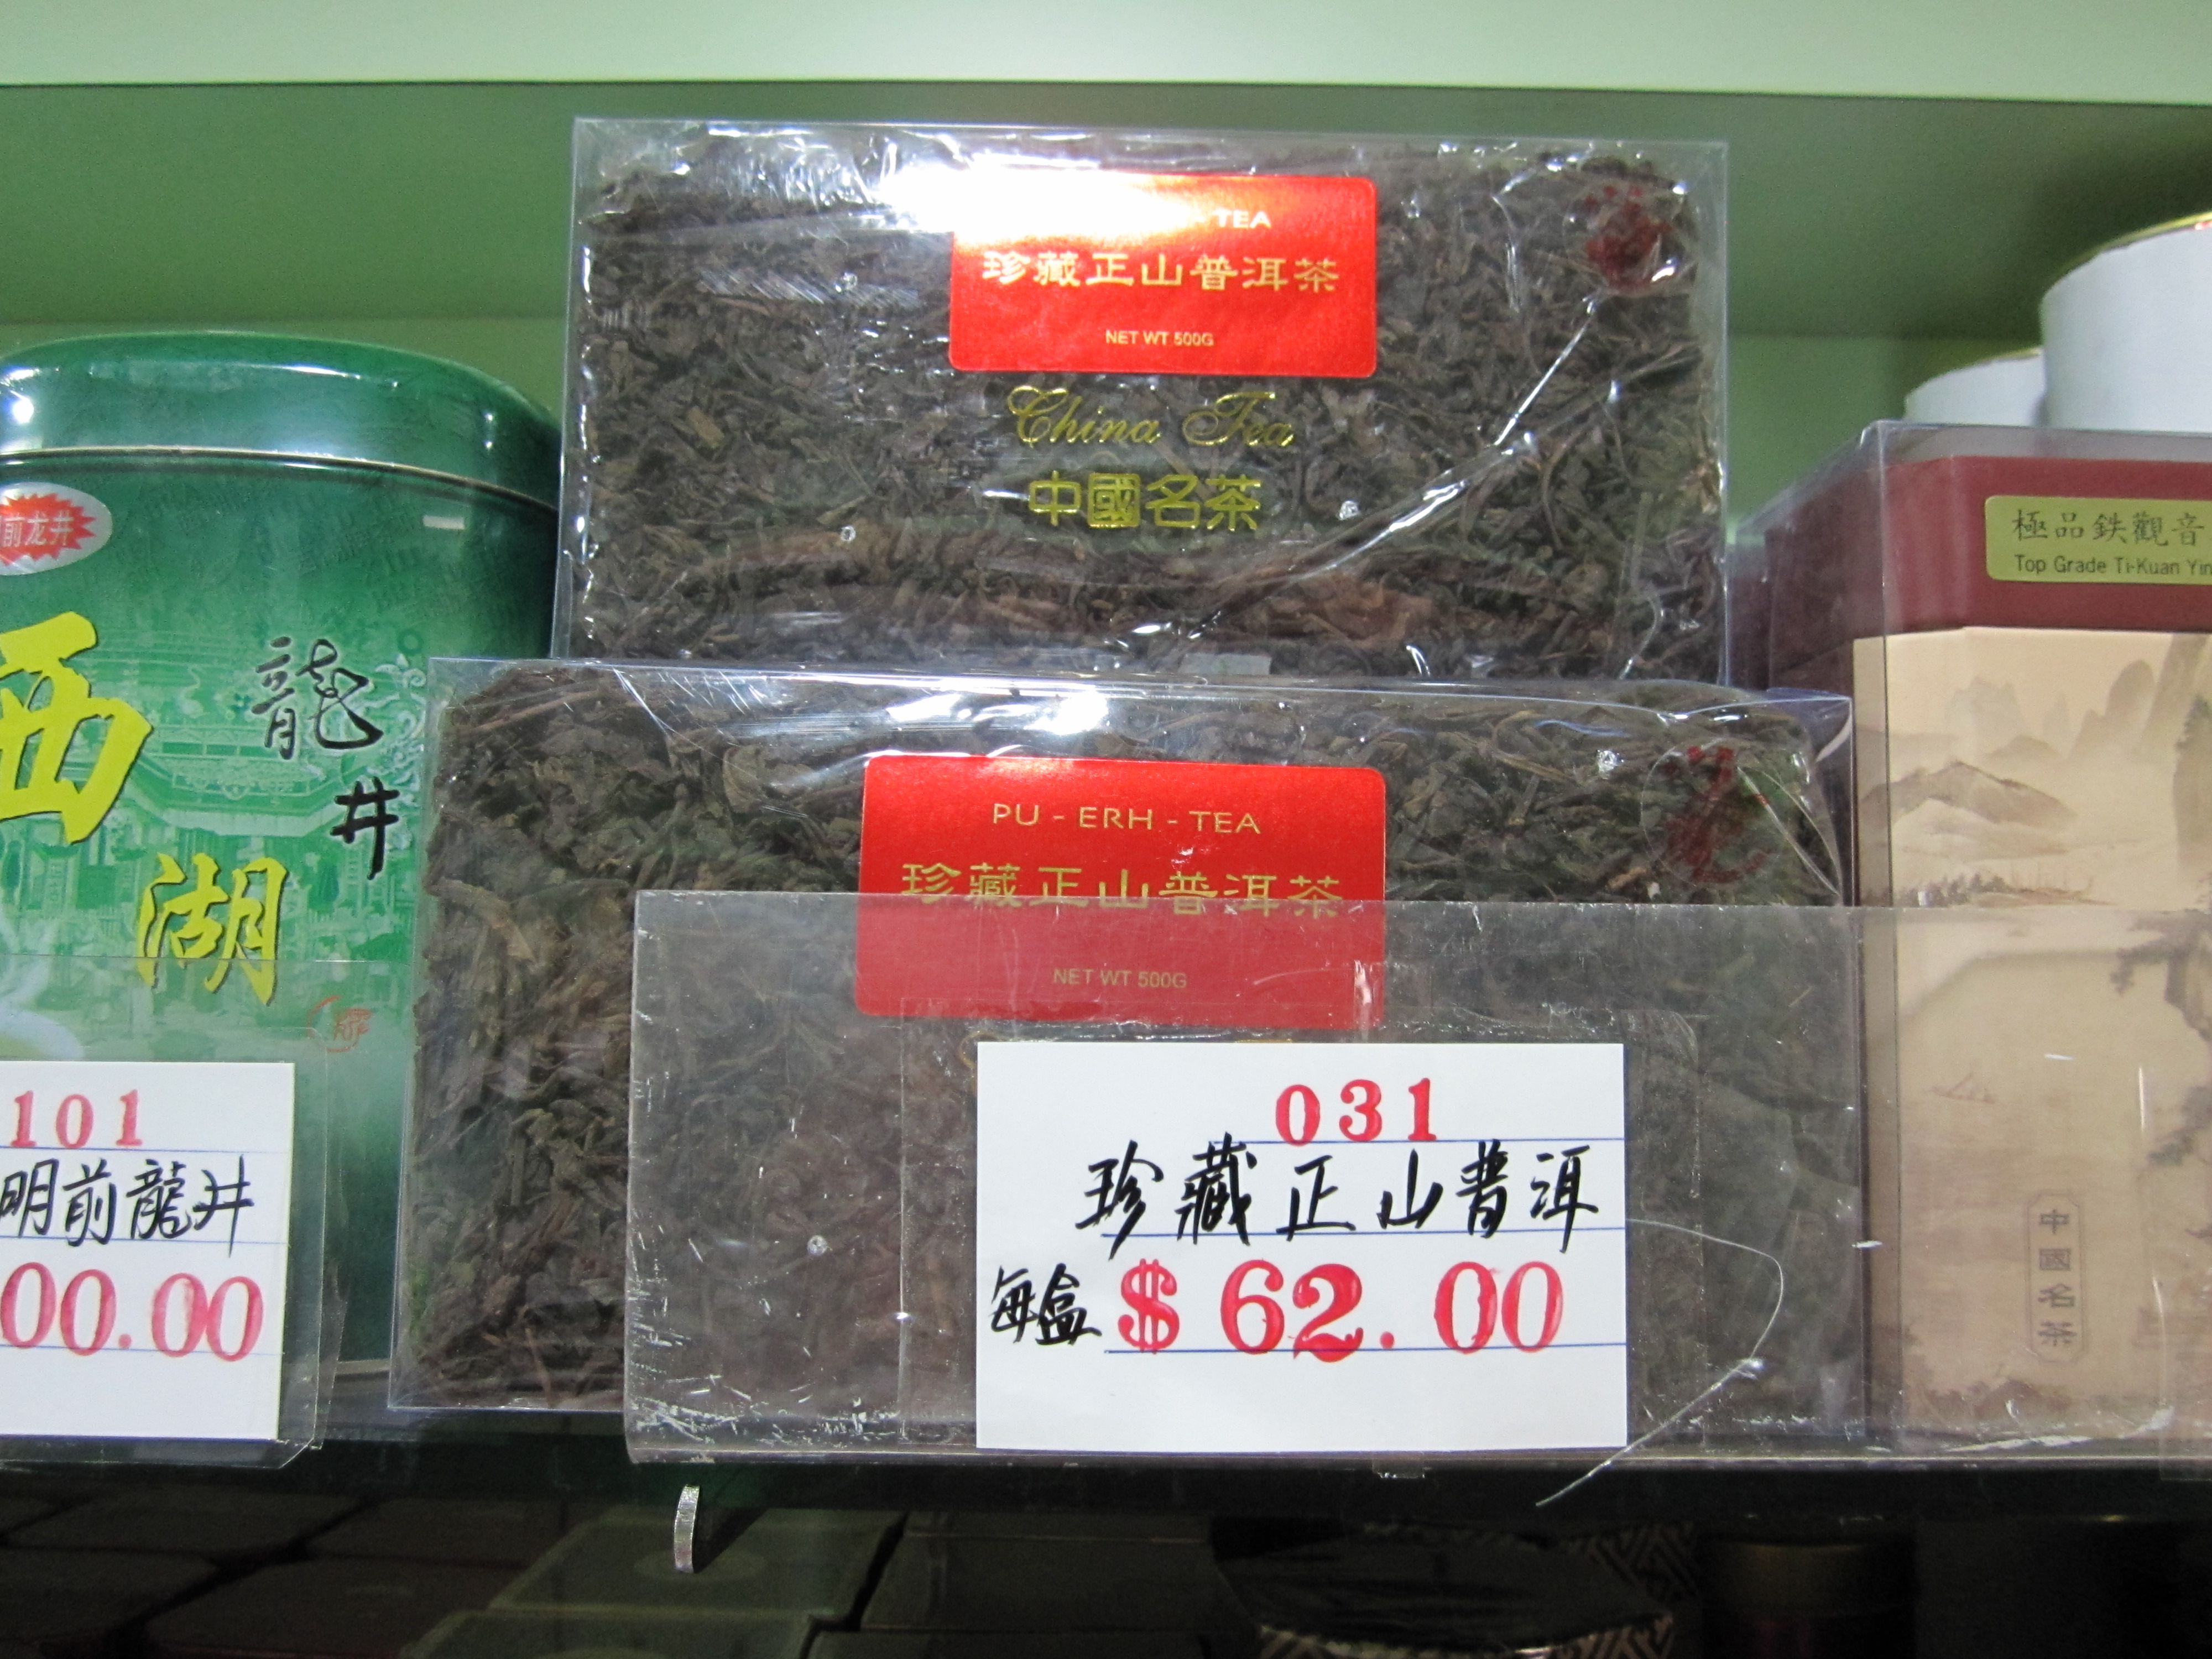 TEA
珍藏正山普洱茶
NET WT 500G
China Tea
中國名茶
PU - ERH - TEA
珍藏正山普洱茶
NET WT 500G
031
珍藏正山普洱
每盒 $ 62.00
前龙井
西湖
龍井
101
明前龍井
00.00
極品鉄觀音
Top Grade Ti-Kuan Yin
中國名茶